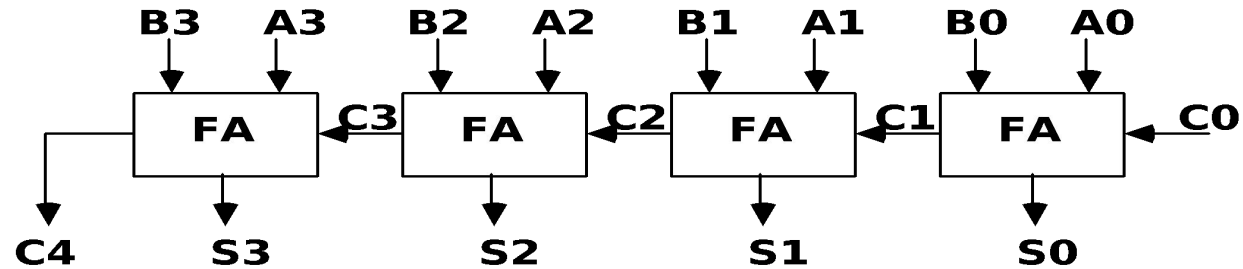 B3 A3 B2 A2 B1 A1 B0 A0
FA C3 FA C2 FA C1 FA C0
C4 S3 S2 S1 S0